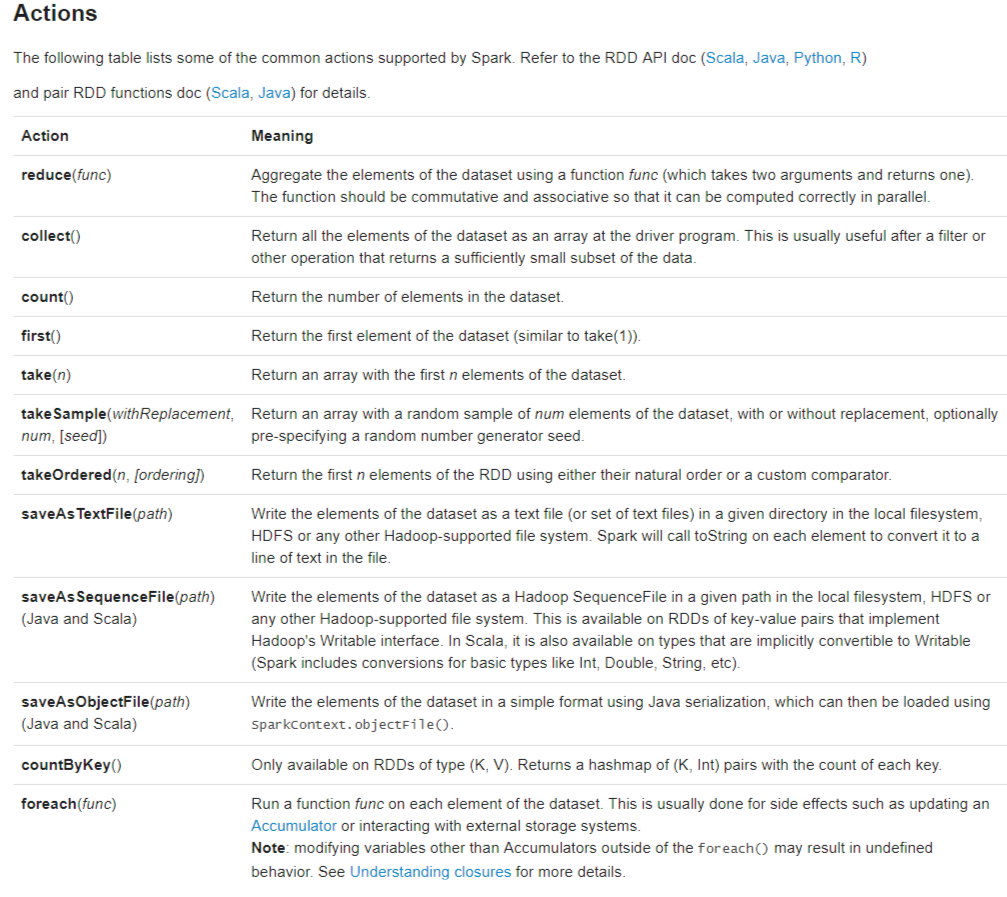 Actions
The following table lists some of the common actions supported by Spark. Refer to the RDD API doc (Scala, Java, Python, R)
and pair RDD functions doc (Scala, Java) for details.
Action Meaning
reduce(func) Aggregate the elements of the dataset using a function func (which takes two arguments and returns one).
The function should be commutative and associative so that it can be computed correctly in parallel.
collect() Return all the elements of the dataset as an array at the driver program. This is usually useful after a filter or
other operation that returns a sufficiently small subset of the data.
count() Return the number of elements in the dataset.
first() Return the first element of the dataset (similar to take(1)).
take(n) Return an array with the first n elements of the dataset.
takeSample(withReplacement, Return an array with a random sample of num elements of the dataset, with or without replacement, optionally
num, [seed]) pre-specifying a random number generator seed.
takeOrdered(n, [ordering]) Return the first n elements of the RDD using either their natural order or a custom comparator.
saveAsTextFile(path) Write the elements of the dataset as a text file (or set of text files) in a given directory in the local filesystem,
HDFS or any other Hadoop-supported file system. Spark will call toString on each element to convert it to a
line of text in the file.
saveAsSequenceFile(path) Write the elements of the dataset as a Hadoop SequenceFile in a given path in the local filesystem, HDFS or
(Java and Scala) any other Hadoop-supported file system. This is available on RDDs of key-value pairs that implement
Hadoop's Writable interface. In Scala, it is also available on types that are implicitly convertible to Writable
(Spark includes conversions for basic types like Int, Double, String, etc).
saveAsObjectFile(path) Write the elements of the dataset in a simple format using Java serialization, which can then be loaded using
(Java and Scala) SparkContext.objectFile().
countByKey() Only available on RDDs of type (K, V). Returns a hashmap of (K, Int) pairs with the count of each key.
foreach(func) Run a function func on each element of the dataset. This is usually done for side effects such as updating an
Accumulator or interacting with external storage systems.
Note: modifying variables other than Accumulators outside of the foreach() may result in undefined
behavior. See Understanding closures for more details.